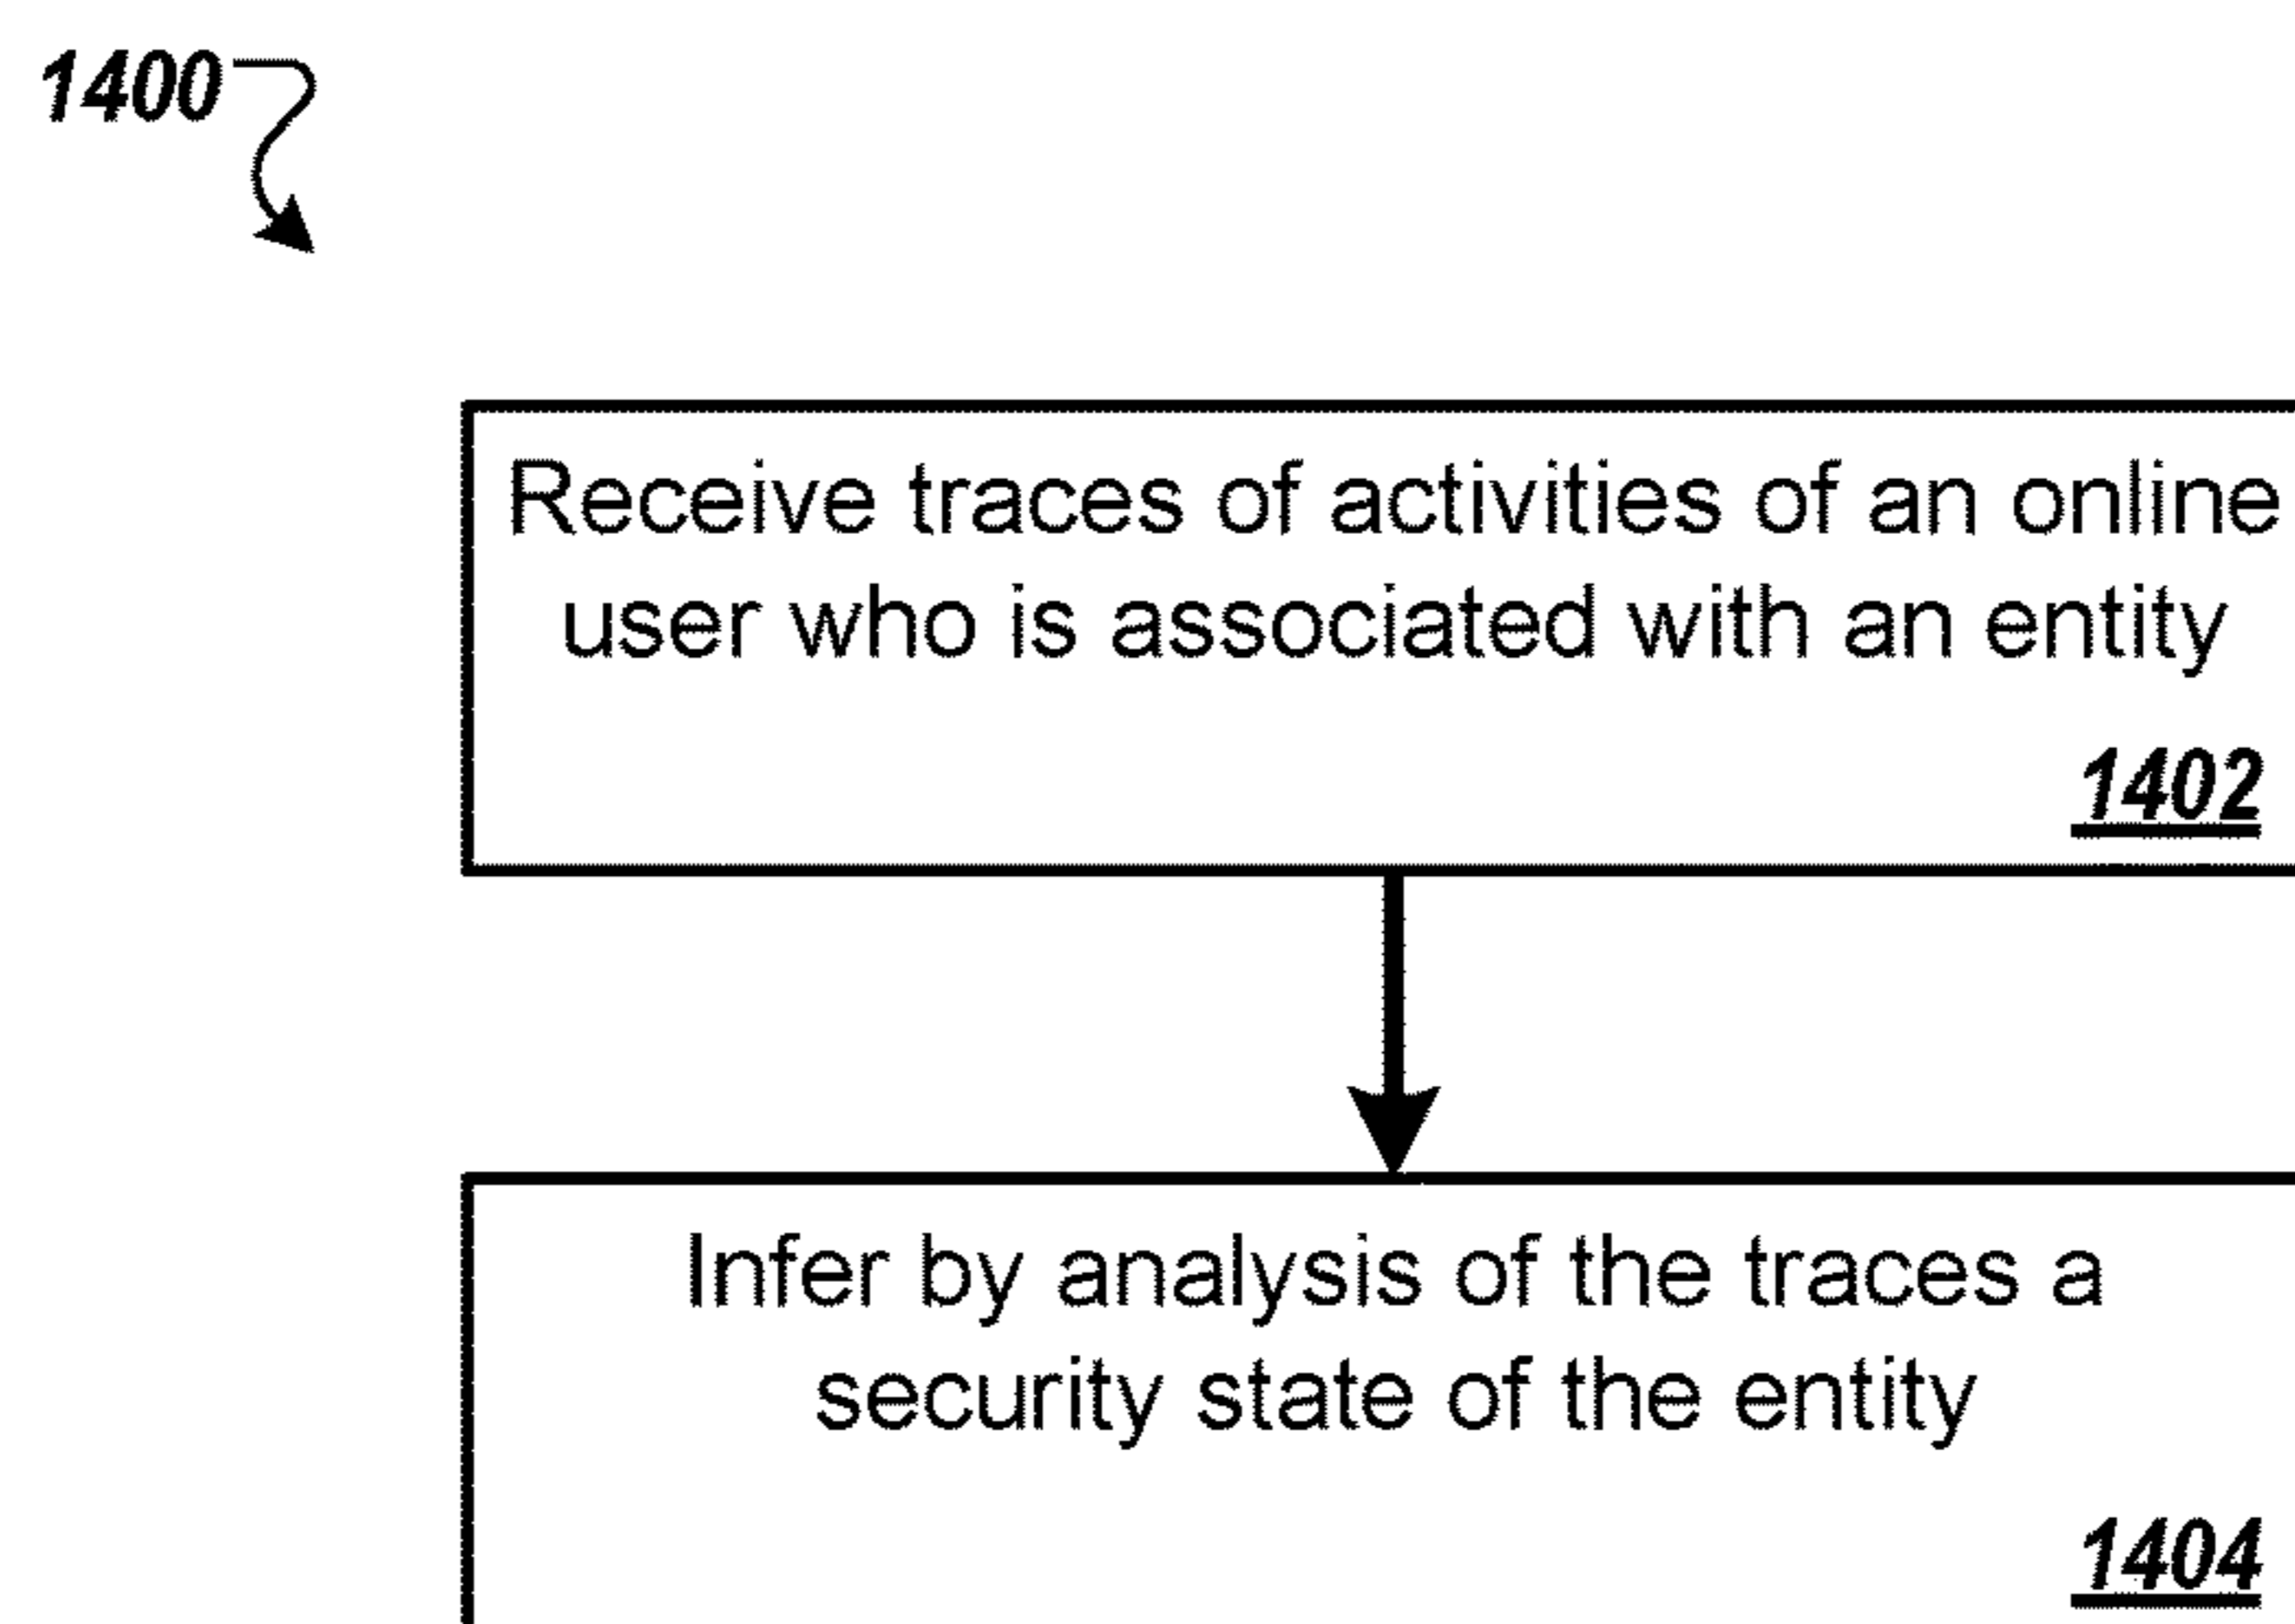 1400
Receive traces of activities of an online
user who is associated with an entity
1402
Infer by analysis of the traces a
security state of the entity
1404